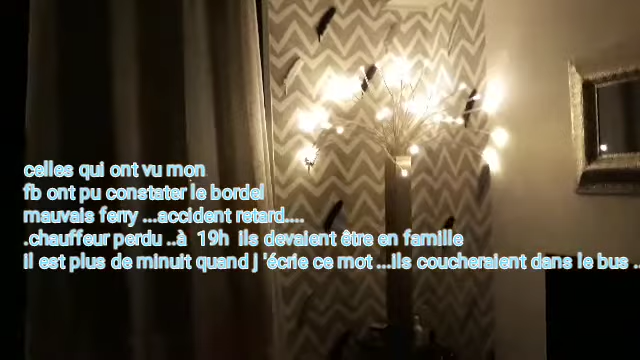 celles qui ont vu mon
fb ont pu constater le bordel
mauvais ferry ...accident retard....
.chauffeur perdu ..à 19h Ils devaient être en famille
Il est plus de minuit quand j 'écrie ce mot ...Ils coucheraient dans le bus ..